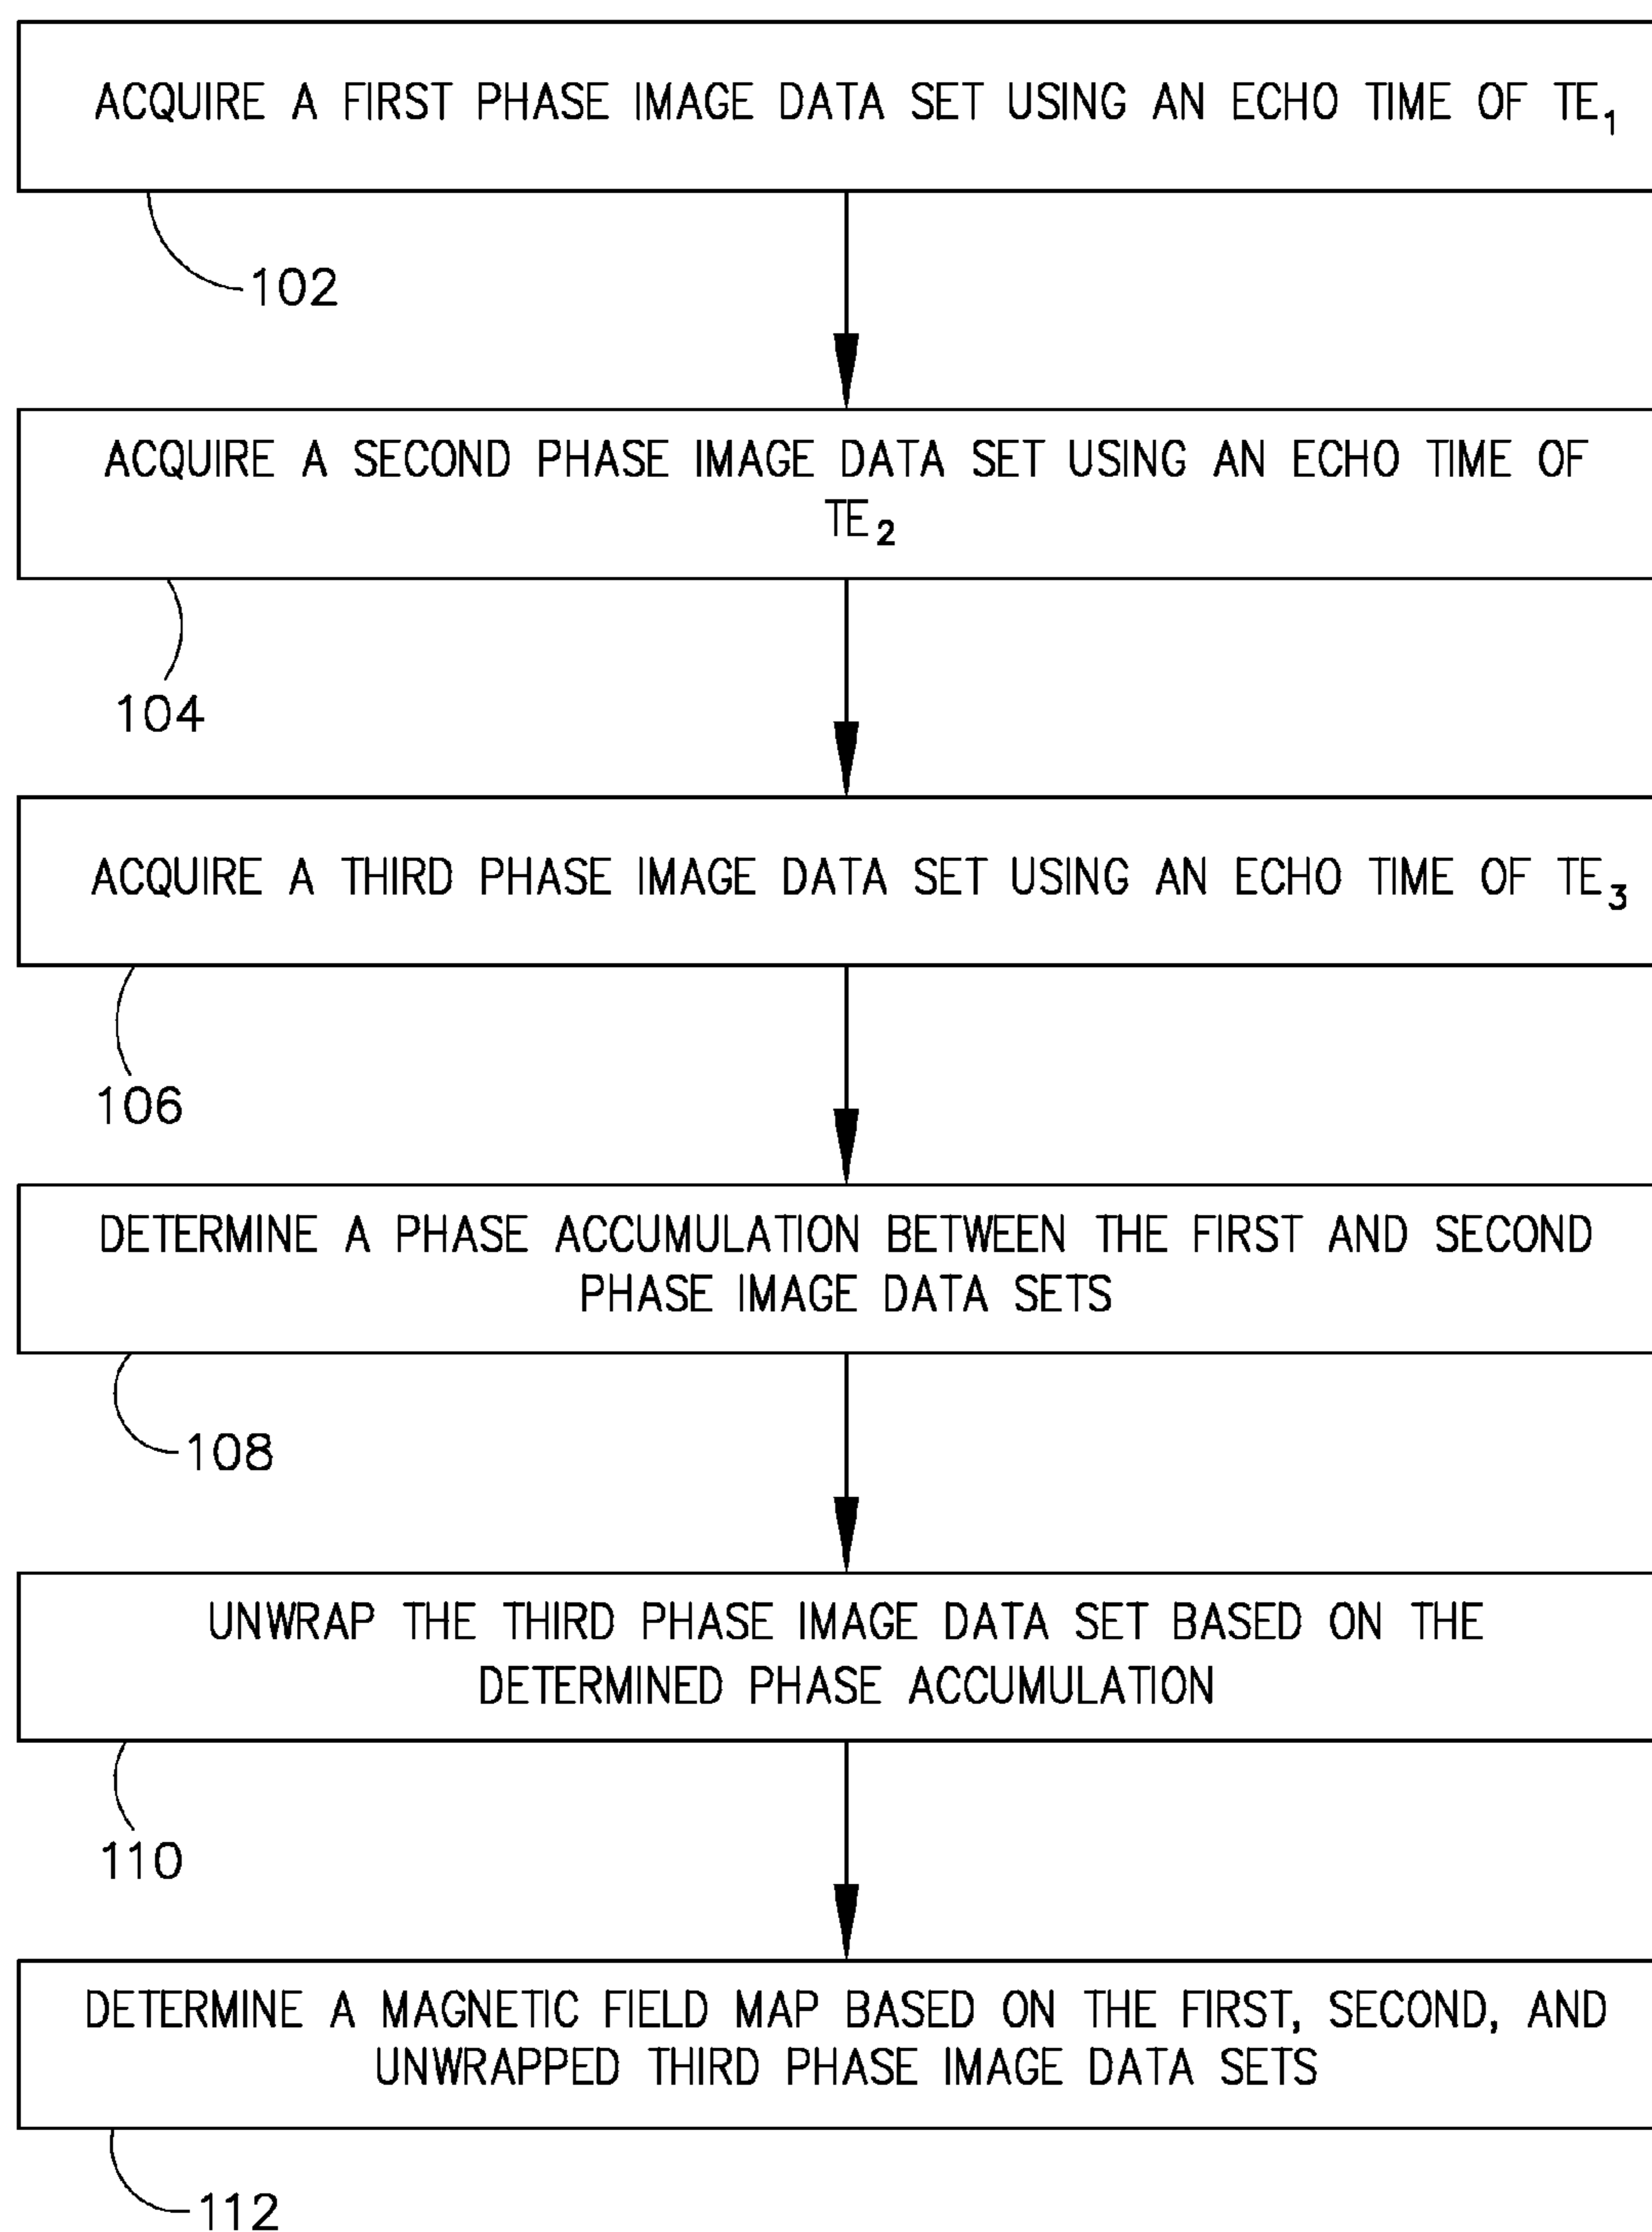 ACQUIRE A FIRST PHASE IMAGE DATA SET USING AN ECHO TIME OF TE₁
102
ACQUIRE A SECOND PHASE IMAGE DATA SET USING AN ECHO TIME OF
TE₂
104
ACQUIRE A THIRD PHASE IMAGE DATA SET USING AN ECHO TIME OF TE₃
106
DETERMINE A PHASE ACCUMULATION BETWEEN THE FIRST AND SECOND
PHASE IMAGE DATA SETS
108
UNWRAP THE THIRD PHASE IMAGE DATA SET BASED ON THE
DETERMINED PHASE ACCUMULATION
110
DETERMINE A MAGNETIC FIELD MAP BASED ON THE FIRST, SECOND, AND
UNWRAPPED THIRD PHASE IMAGE DATA SETS
112